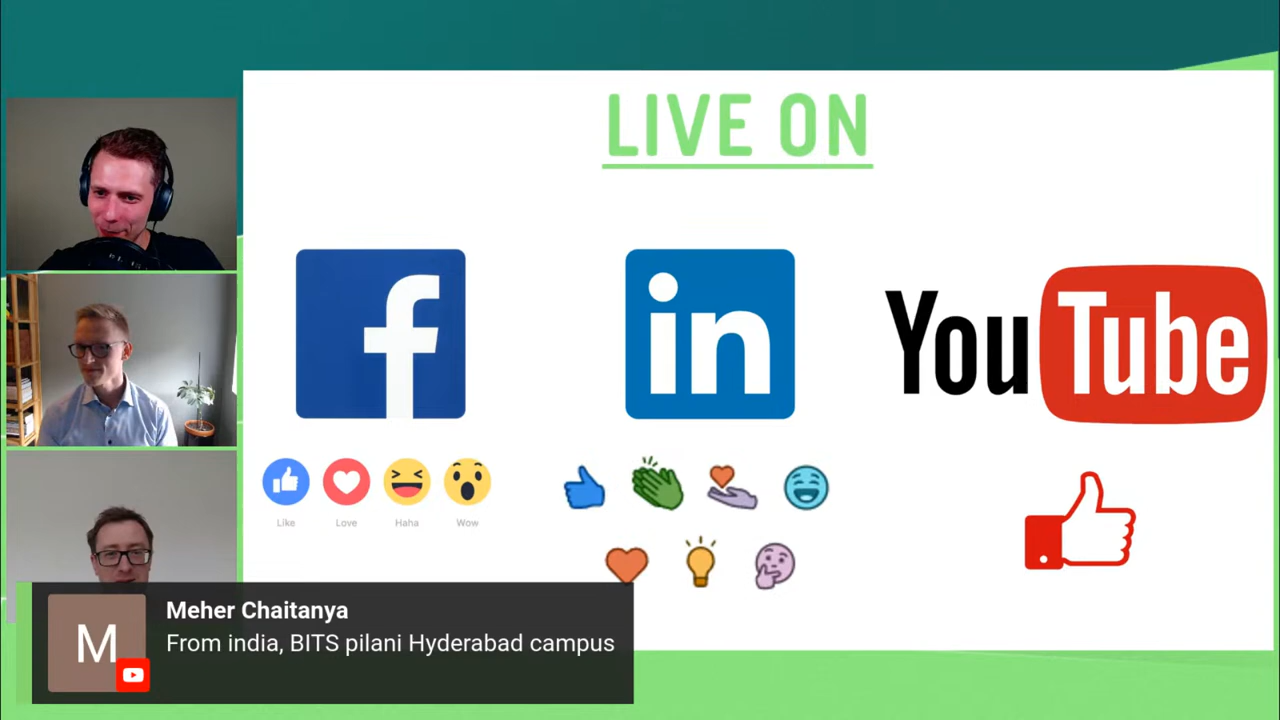 LIVE ON
f
in
YouTube
Like Love Haha Wow
M
Meher Chaitanya
From india, BITS pilani Hyderabad campus